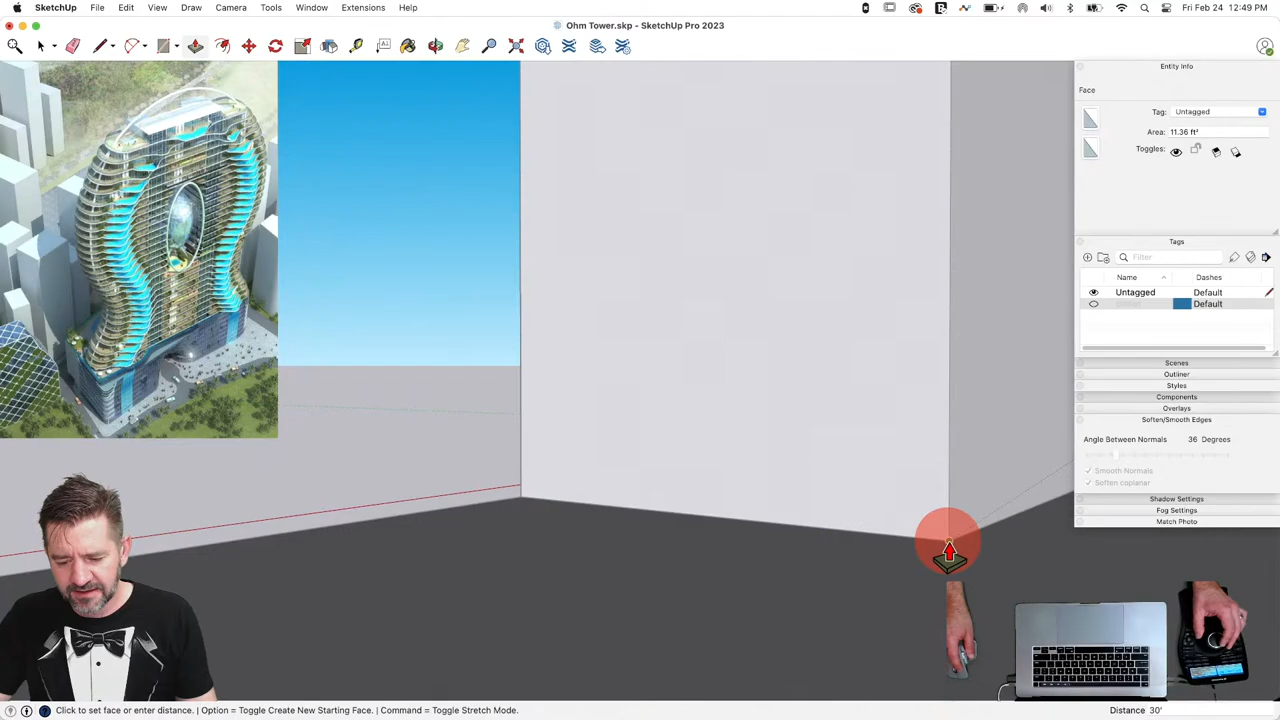 SketchUp File Edit View Draw Camera Tools Window Extensions Help
Fri Feb 24 12:49 PM
Ohm Tower.skp - SketchUp Pro 2023
Entity Info
Face
Tag: Untagged
Area: 11.36 ft²
Toggles:
Tags
Filter
Name Dashes
Untagged Default
Default
Scenes
Outliner
Styles
Components
Overlays
Soften/Smooth Edges
Angle Between Normals 36 Degrees
Smooth Normals
Soften coplanar
Shadow Settings
Fog Settings
Match Photo
Click to set face or enter distance. | Option = Toggle Create New Starting Face. | Command = Toggle Stretch Mode.
Distance 30'